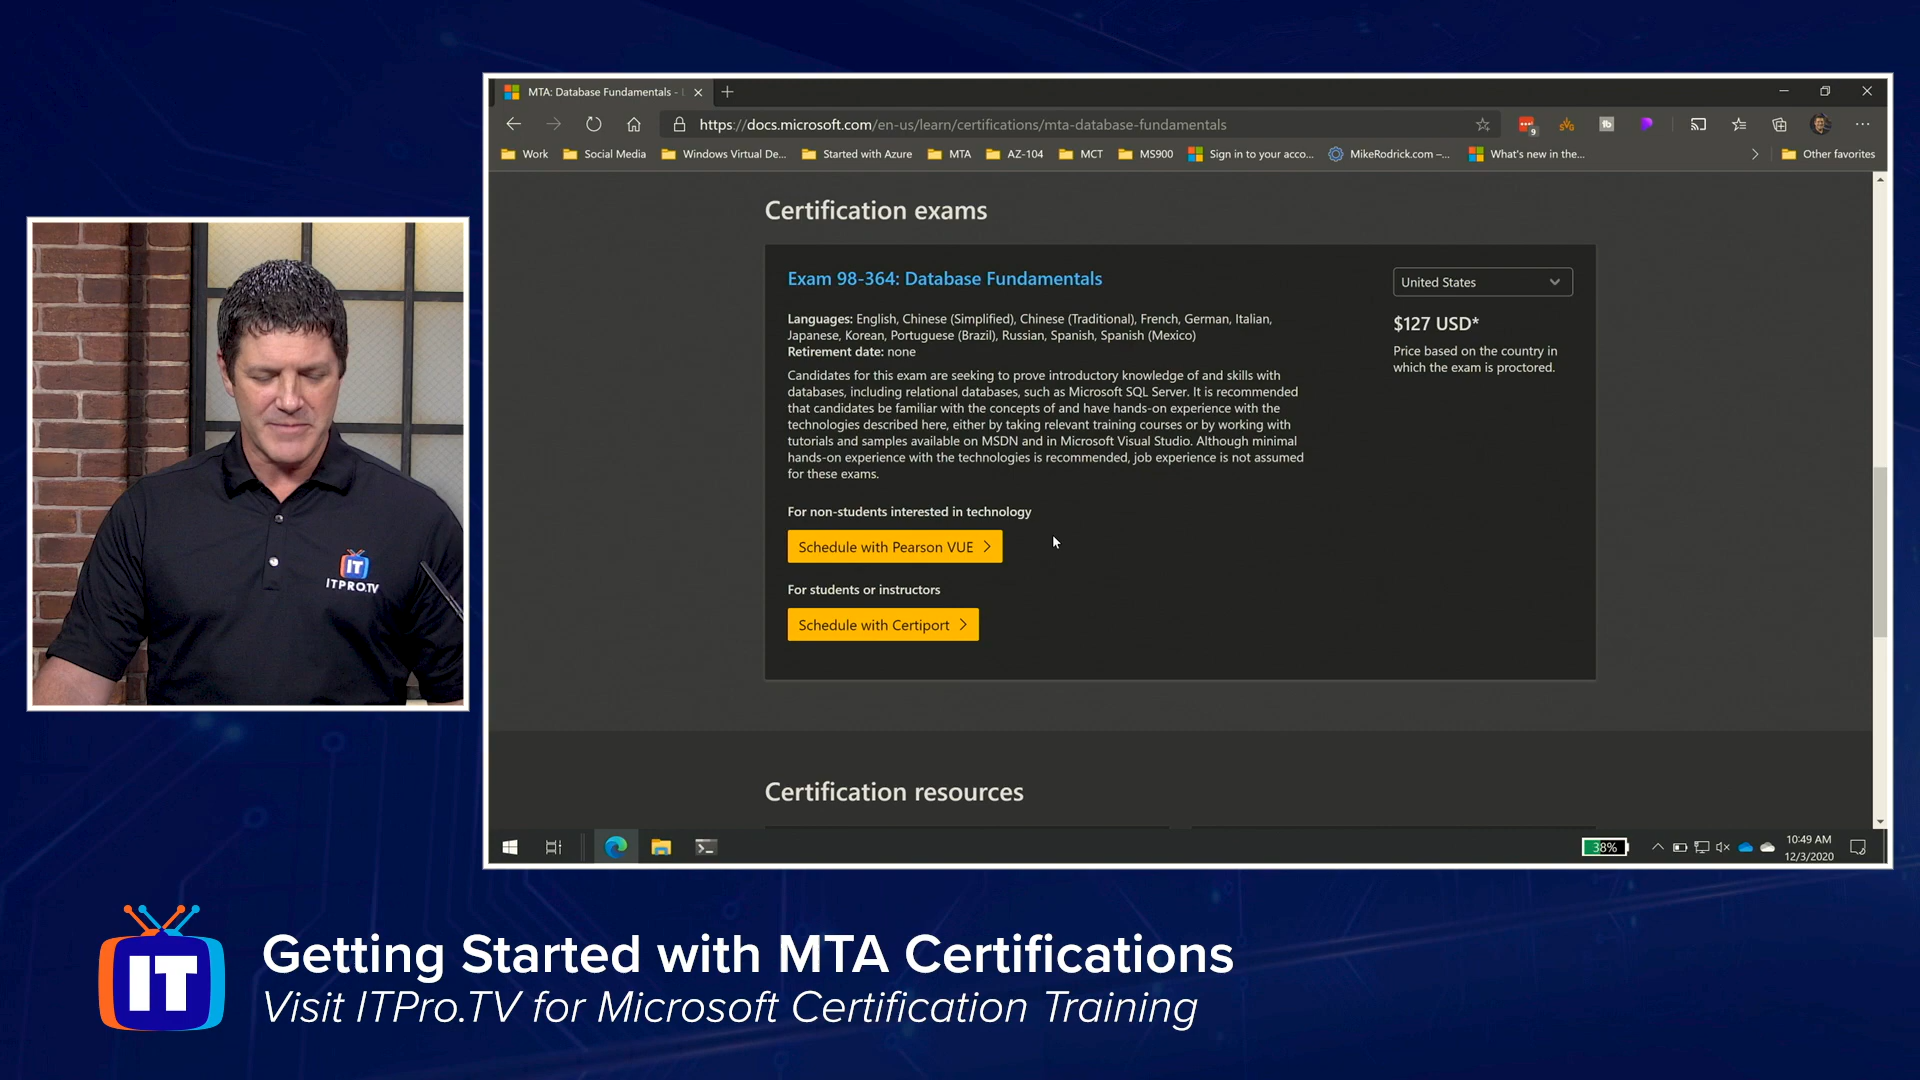 MTA: Database Fundamentals -
https://docs.microsoft.com/en-us/learn/certifications/mta-database-fundamentals
9
Work
Social Media
Windows Virtual De...
Started with Azure
MTA
AZ-104
MCT
MS900
Sign in to your acco...
MikeRodrick.com –...
What's new in the...
Other favorites
Certification exams
Exam 98-364: Database Fundamentals
United States
Languages: English, Chinese (Simplified), Chinese (Traditional), French, German, Italian,
Japanese, Korean, Portuguese (Brazil), Russian, Spanish, Spanish (Mexico)
Retirement date: none
$127 USD*
Price based on the country in
which the exam is proctored.
Candidates for this exam are seeking to prove introductory knowledge of and skills with
databases, including relational databases, such as Microsoft SQL Server. It is recommended
that candidates be familiar with the concepts of and have hands-on experience with the
technologies described here, either by taking relevant training courses or by working with
tutorials and samples available on MSDN and in Microsoft Visual Studio. Although minimal
hands-on experience with the technologies is recommended, job experience is not assumed
for these exams.
For non-students interested in technology
Schedule with Pearson VUE
For students or instructors
Schedule with Certiport
Certification resources
38%
10:49 AM
12/3/2020
IT
ITPRO.TV
IT
Getting Started with MTA Certifications
Visit ITPro.TV for Microsoft Certification Training